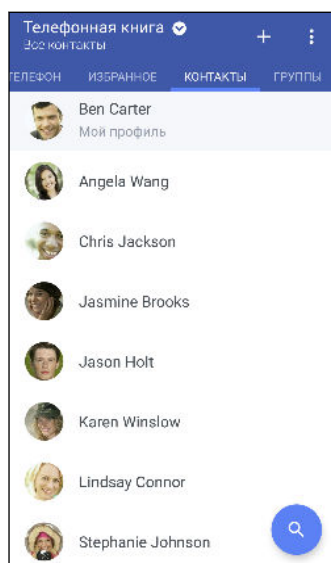 Телефонная книга
Все контакты
ТЕЛЕФОН ИЗБРАННОЕ КОНТАКТЫ ГРУППЫ
Ben Carter
Мой профиль
Angela Wang
Chris Jackson
Jasmine Brooks
Jason Holt
Karen Winslow
Lindsay Connor
Stephanie Johnson